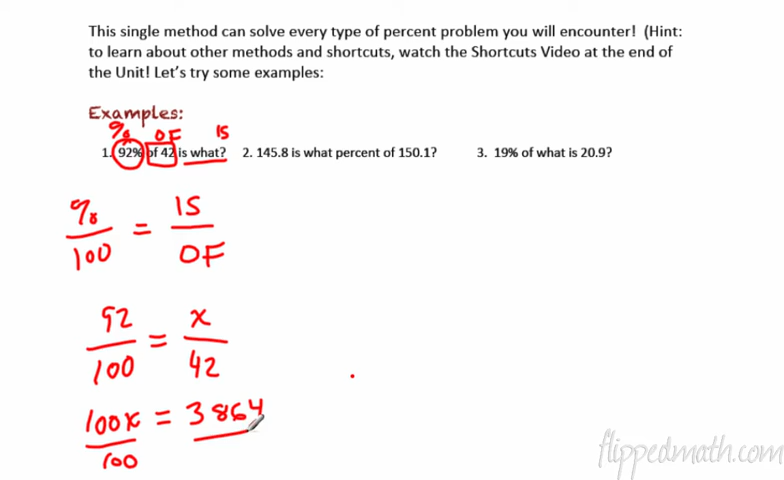 This single method can solve every type of percent problem you will encounter!  (Hint:
to learn about other methods and shortcuts, watch the Shortcuts Video at the end of
the Unit! Let's try some examples:
Examples:
% OF IS
1. 92% of 42 is what?
2. 145.8 is what percent of 150.1?
3. 19% of what is 20.9?
%/100 = IS/OF
92/100 = x/42
100x = 3864
100
flippedmath.com